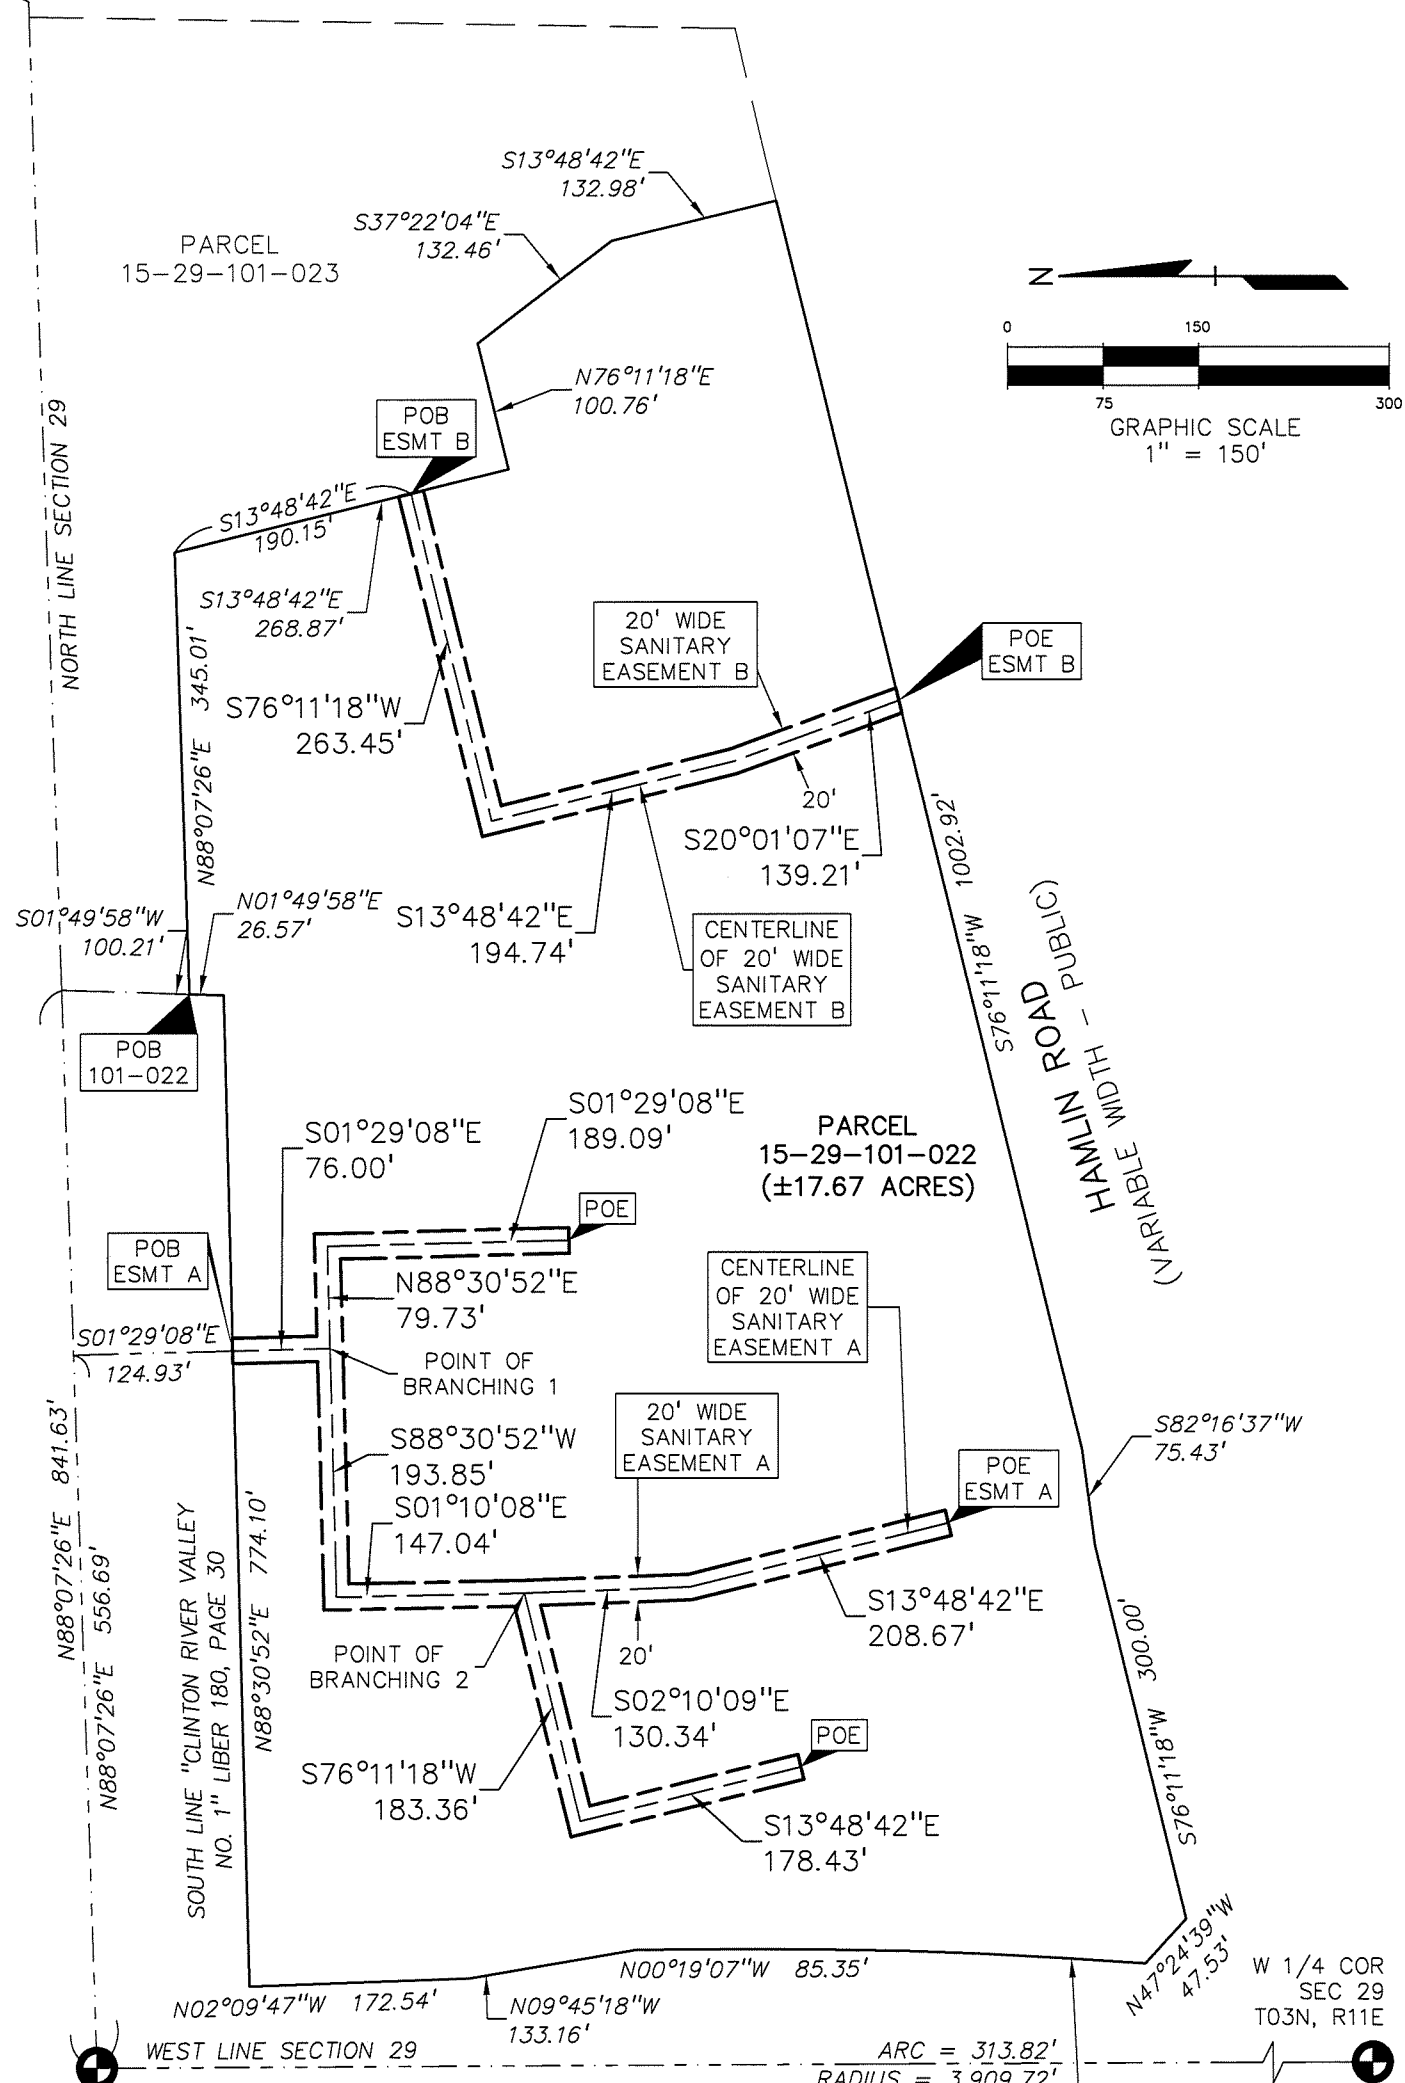 S13°48'42"E
132.98'
S37°22'04"E
132.46'
PARCEL
15-29-101-023
N
0 150
75 300
GRAPHIC SCALE
1" = 150'
N76°11'18"E
100.76'
POB
ESMT B
NORTH LINE SECTION 29
S13°48'42"E
190.15'
S13°48'42"E
268.87'
20' WIDE
SANITARY
EASEMENT B
POE
ESMT B
N88°07'26"E 345.01'
S76°11'18"W
263.45'
20'
S20°01'07"E
139.21'
S76°11'18"W 1002.92'
S01°49'58"W
100.21'
N01°49'58"E
26.57'
S13°48'42"E
194.74'
CENTERLINE
OF 20' WIDE
SANITARY
EASEMENT B
HAMLIN ROAD
(VARIABLE WIDTH - PUBLIC)
POB
101-022
S01°29'08"E
76.00'
S01°29'08"E
189.09'
PARCEL
15-29-101-022
(±17.67 ACRES)
POE
POB
ESMT A
N88°30'52"E
79.73'
CENTERLINE
OF 20' WIDE
SANITARY
EASEMENT A
S01°29'08"E
124.93'
POINT OF
BRANCHING 1
20' WIDE
SANITARY
EASEMENT A
S82°16'37"W
75.43'
S88°30'52"W
193.85'
POE
ESMT A
S01°10'08"E
147.04'
N88°07'26"E 841.63'
N88°07'26"E 556.69'
SOUTH LINE "CLINTON RIVER VALLEY
NO. 1" LIBER 180, PAGE 30
N88°30'52"E 774.10'
S13°48'42"E
208.67'
POINT OF
BRANCHING 2
20'
S02°10'09"E
130.34'
S76°11'18"W 300.00'
POE
S76°11'18"W
183.36'
S13°48'42"E
178.43'
N47°24'39"W
47.53'
N00°19'07"W 85.35'
N02°09'47"W 172.54'
N09°45'18"W
133.16'
W 1/4 COR
SEC 29
T03N, R11E
WEST LINE SECTION 29
ARC = 313.82'
RADIUS = 3,909.72'